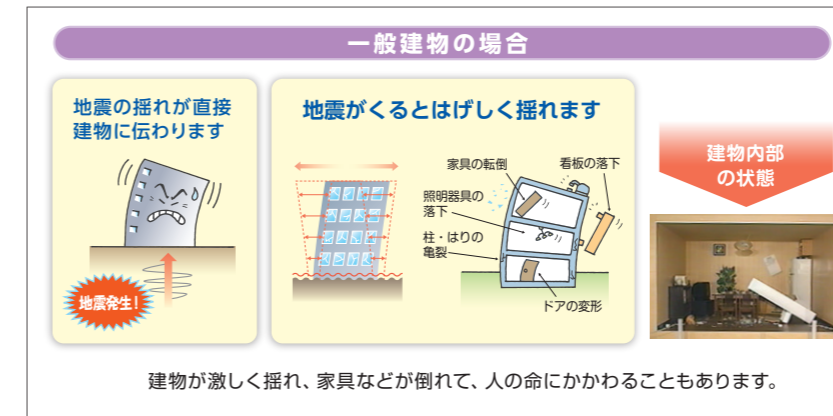 一般建物の場合
地震の揺れが直接
建物に伝わります
地震発生!
地震がくるとはげしく揺れます
家具の転倒
看板の落下
照明器具の
落下
柱・はりの
亀裂
ドアの変形
建物内部
の状態
建物が激しく揺れ、家具などが倒れて、人の命にかかわることもあります。